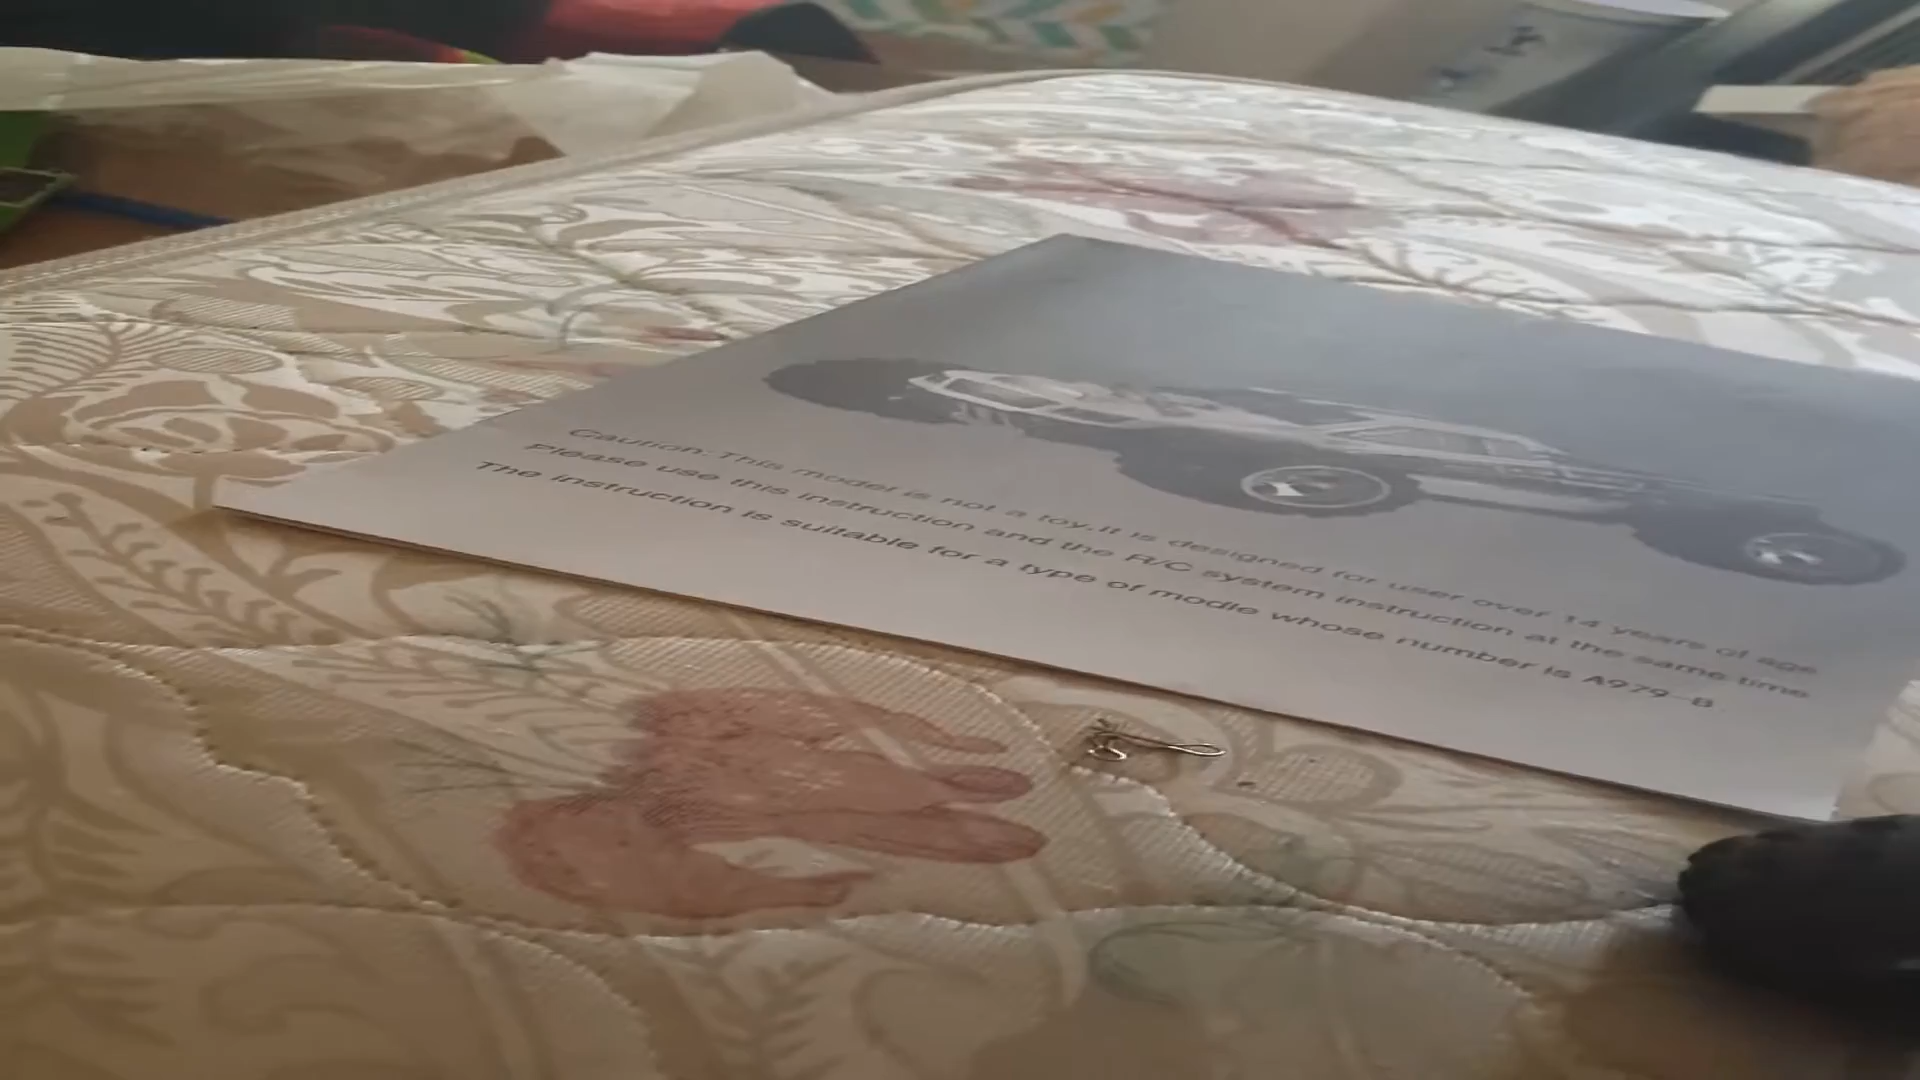 Caution: This model is not a toy.It is designed for user over 14 years of age
Please use this instruction and the R/C system instruction at the same time
The instruction is suitable for a type of modle whose number is A979-B